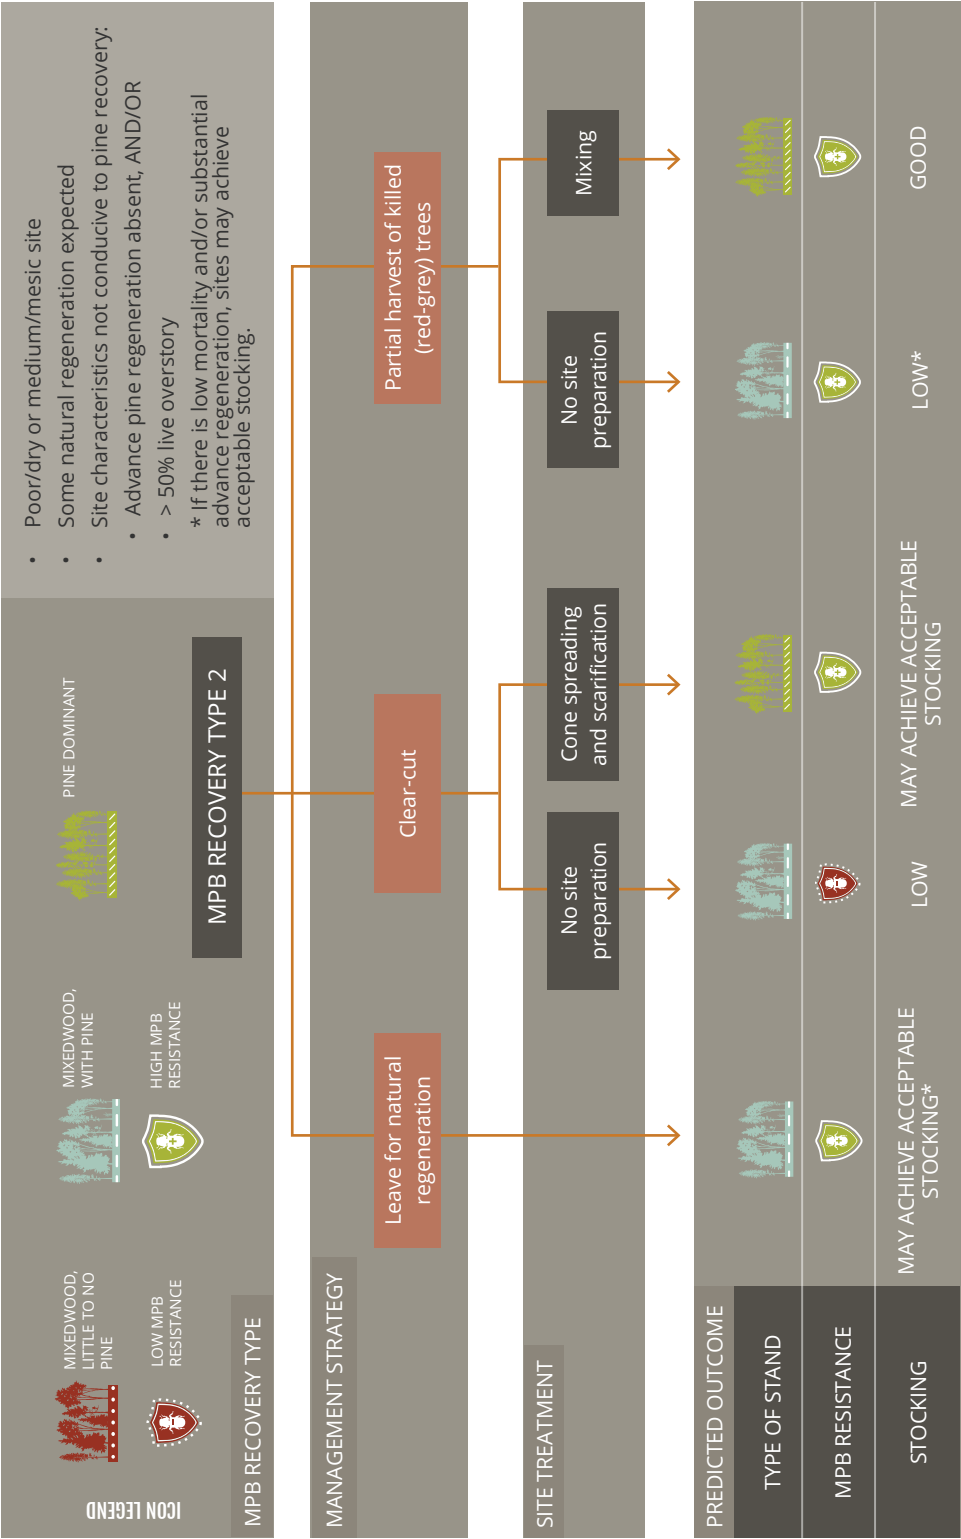 ICON LEGEND
MIXEDWOOD,
LITTLE TO NO
PINE
MIXEDWOOD,
WITH PINE
PINE DOMINANT
LOW MPB
RESISTANCE
HIGH MPB
RESISTANCE
• Poor/dry or medium/mesic site
• Some natural regeneration expected
• Site characteristics not conducive to pine recovery:
• Advance pine regeneration absent, AND/OR
• > 50% live overstory
* If there is low mortality and/or substantial
advance regeneration, sites may achieve
acceptable stocking.
MPB RECOVERY TYPE
MPB RECOVERY TYPE 2
MANAGEMENT STRATEGY
Leave for natural
regeneration
Clear-cut
Partial harvest of killed
(red-grey) trees
SITE TREATMENT
No site
preparation
Cone spreading
and scarification
No site
preparation
Mixing
PREDICTED OUTCOME
TYPE OF STAND
MPB RESISTANCE
STOCKING
MAY ACHIEVE ACCEPTABLE
STOCKING*
LOW
MAY ACHIEVE ACCEPTABLE
STOCKING
LOW*
GOOD